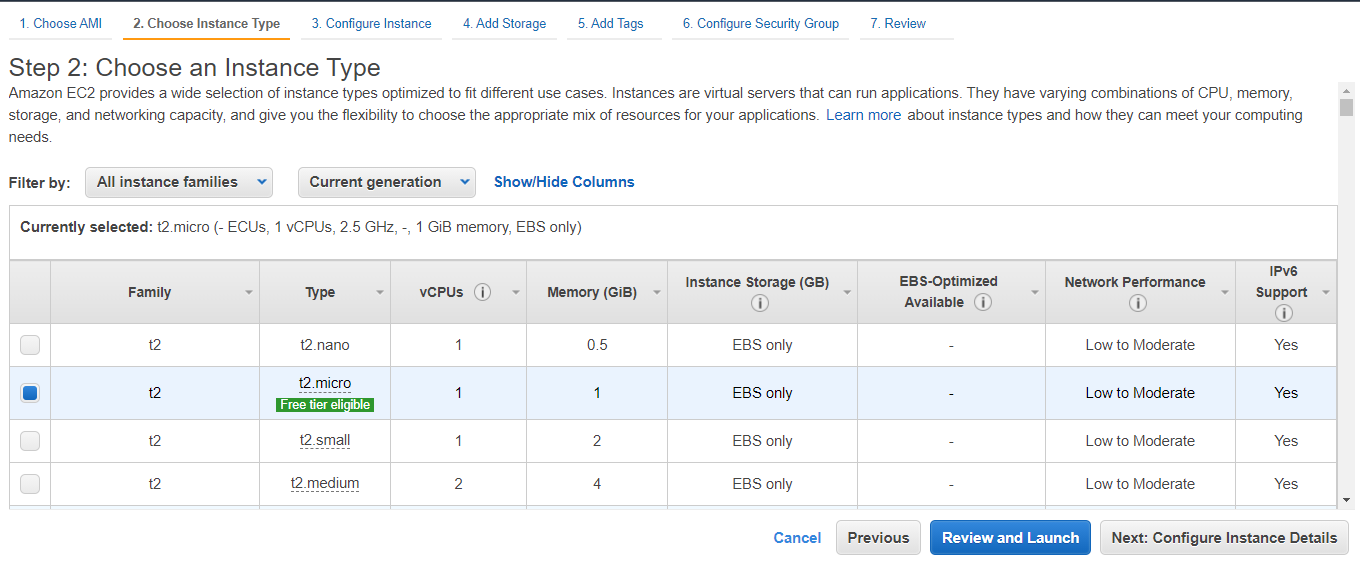 1. Choose AMI 2. Choose Instance Type 3. Configure Instance 4. Add Storage 5. Add Tags 6. Configure Security Group 7. Review
Step 2: Choose an Instance Type
Amazon EC2 provides a wide selection of instance types optimized to fit different use cases. Instances are virtual servers that can run applications. They have varying combinations of CPU, memory,
storage, and networking capacity, and give you the flexibility to choose the appropriate mix of resources for your applications. Learn more about instance types and how they can meet your computing
needs.
Filter by: All instance families Current generation Show/Hide Columns
Currently selected: t2.micro (- ECUs, 1 vCPUs, 2.5 GHz, -, 1 GiB memory, EBS only)
Family Type vCPUs Memory (GiB) Instance Storage (GB) EBS-Optimized Available Network Performance IPv6 Support
t2 t2.nano 1 0.5 EBS only - Low to Moderate Yes
t2 t2.micro Free tier eligible 1 1 EBS only - Low to Moderate Yes
t2 t2.small 1 2 EBS only - Low to Moderate Yes
t2 t2.medium 2 4 EBS only - Low to Moderate Yes
Cancel Previous Review and Launch Next: Configure Instance Details